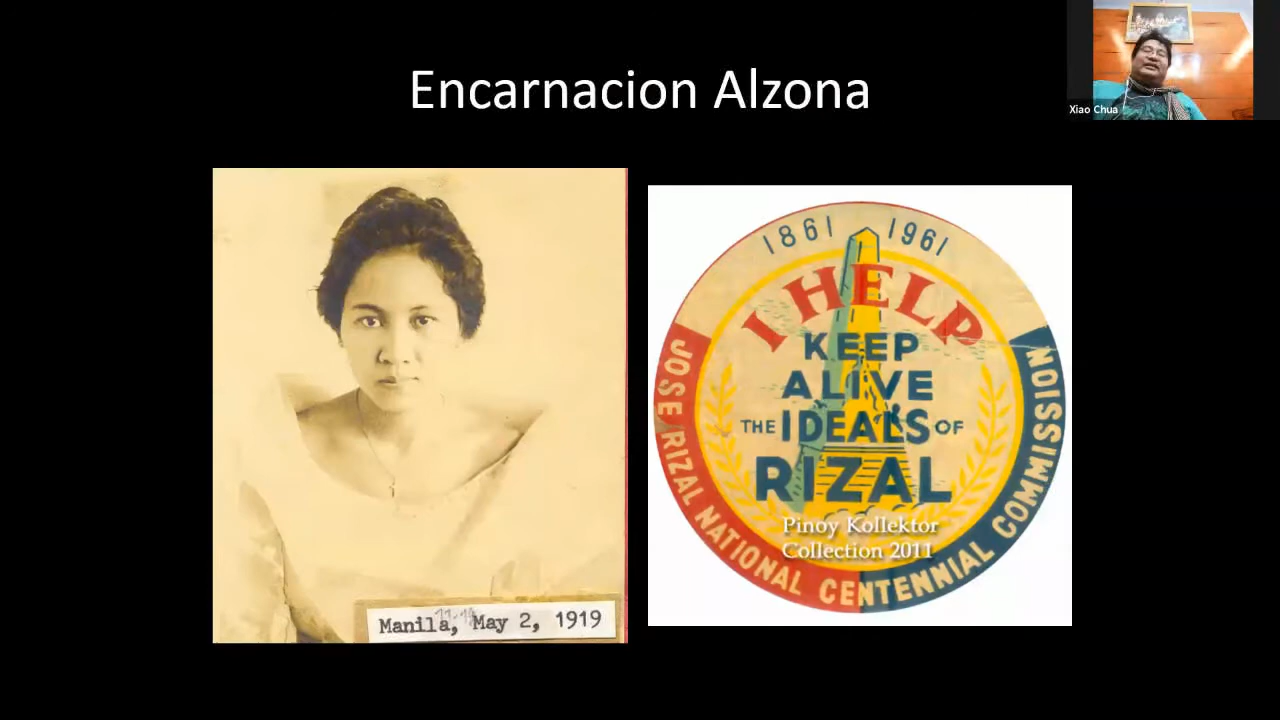 Encarnacion Alzona
Xiao Chua
Manila, May 2, 1919
1861 1961
I HELP
KEEP
ALIVE
THE IDEALS OF
RIZAL
Pinoy Kollektor
Collection 2011
JOSE RIZAL NATIONAL CENTENNIAL COMMISSION